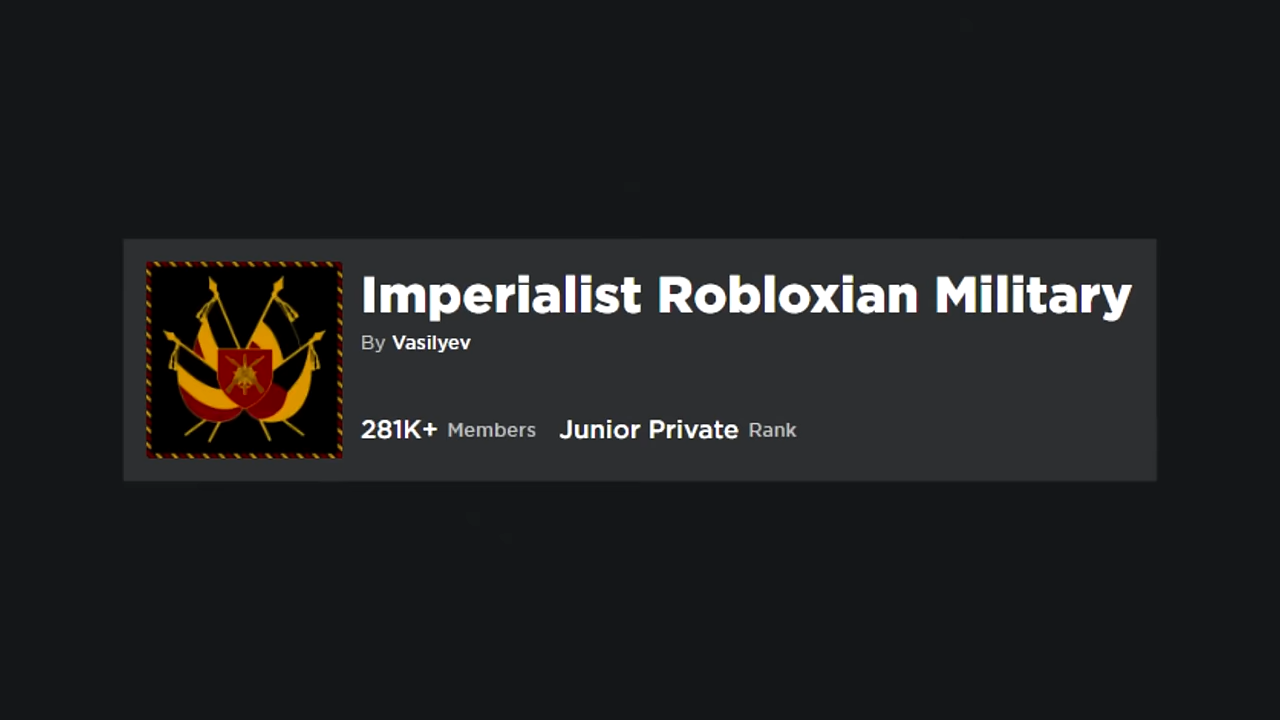 Imperialist Robloxian Military
By Vasilyev
281K+ Members Junior Private Rank